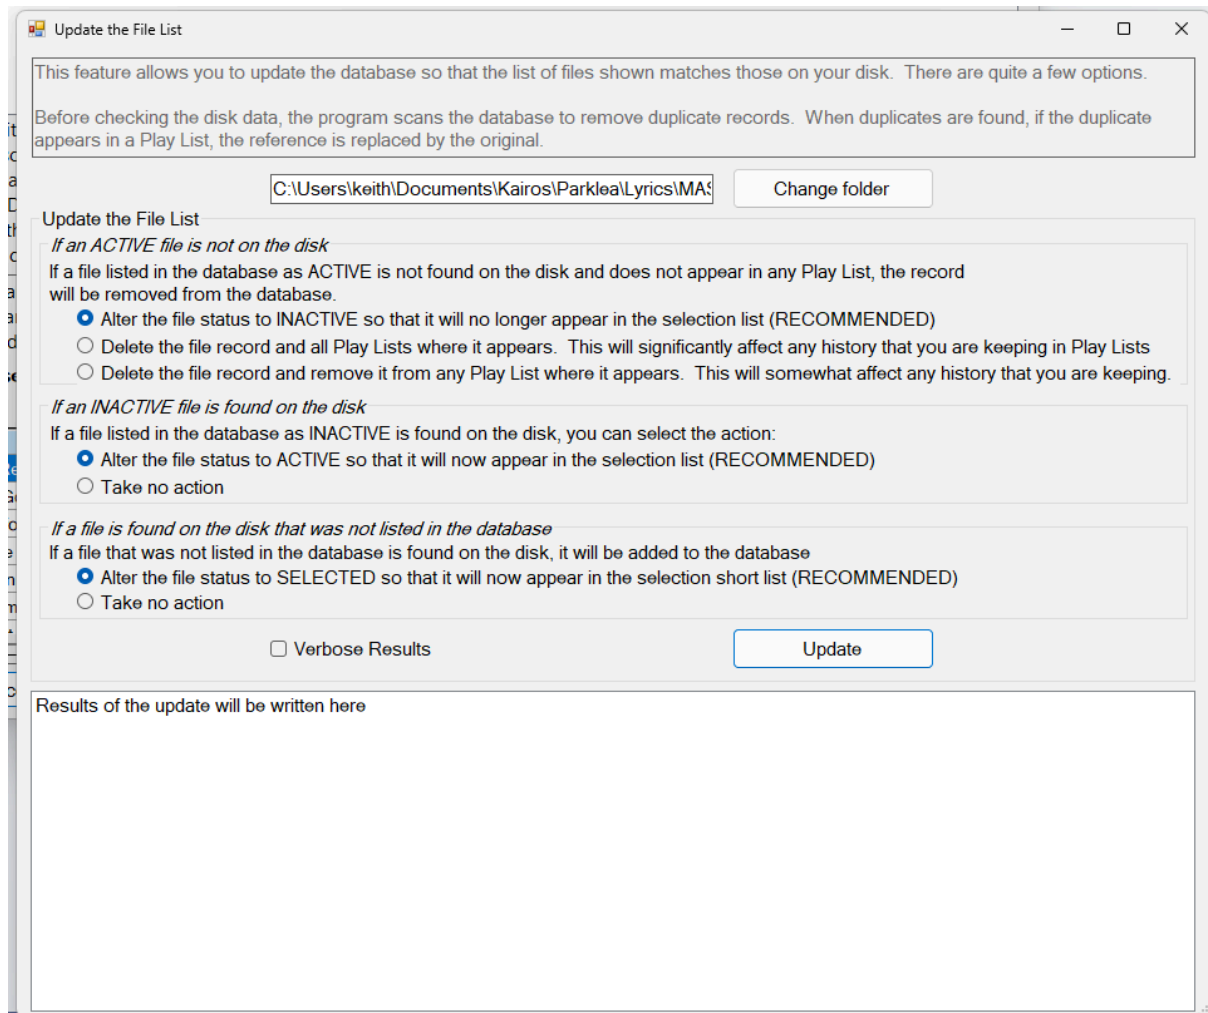 Update the File List
This feature allows you to update the database so that the list of files shown matches those on your disk.  There are quite a few options.
Before checking the disk data, the program scans the database to remove duplicate records.  When duplicates are found, if the duplicate
appears in a Play List, the reference is replaced by the original.
C:\Users\keith\Documents\Kairos\Parklea\Lyrics\MAS
Change folder
Update the File List
If an ACTIVE file is not on the disk
If a file listed in the database as ACTIVE is not found on the disk and does not appear in any Play List, the record
will be removed from the database.
Alter the file status to INACTIVE so that it will no longer appear in the selection list (RECOMMENDED)
Delete the file record and all Play Lists where it appears.  This will significantly affect any history that you are keeping in Play Lists
Delete the file record and remove it from any Play List where it appears.  This will somewhat affect any history that you are keeping.
If an INACTIVE file is found on the disk
If a file listed in the database as INACTIVE is found on the disk, you can select the action:
Alter the file status to ACTIVE so that it will now appear in the selection list (RECOMMENDED)
Take no action
If a file is found on the disk that was not listed in the database
If a file that was not listed in the database is found on the disk, it will be added to the database
Alter the file status to SELECTED so that it will now appear in the selection short list (RECOMMENDED)
Take no action
Verbose Results
Update
Results of the update will be written here